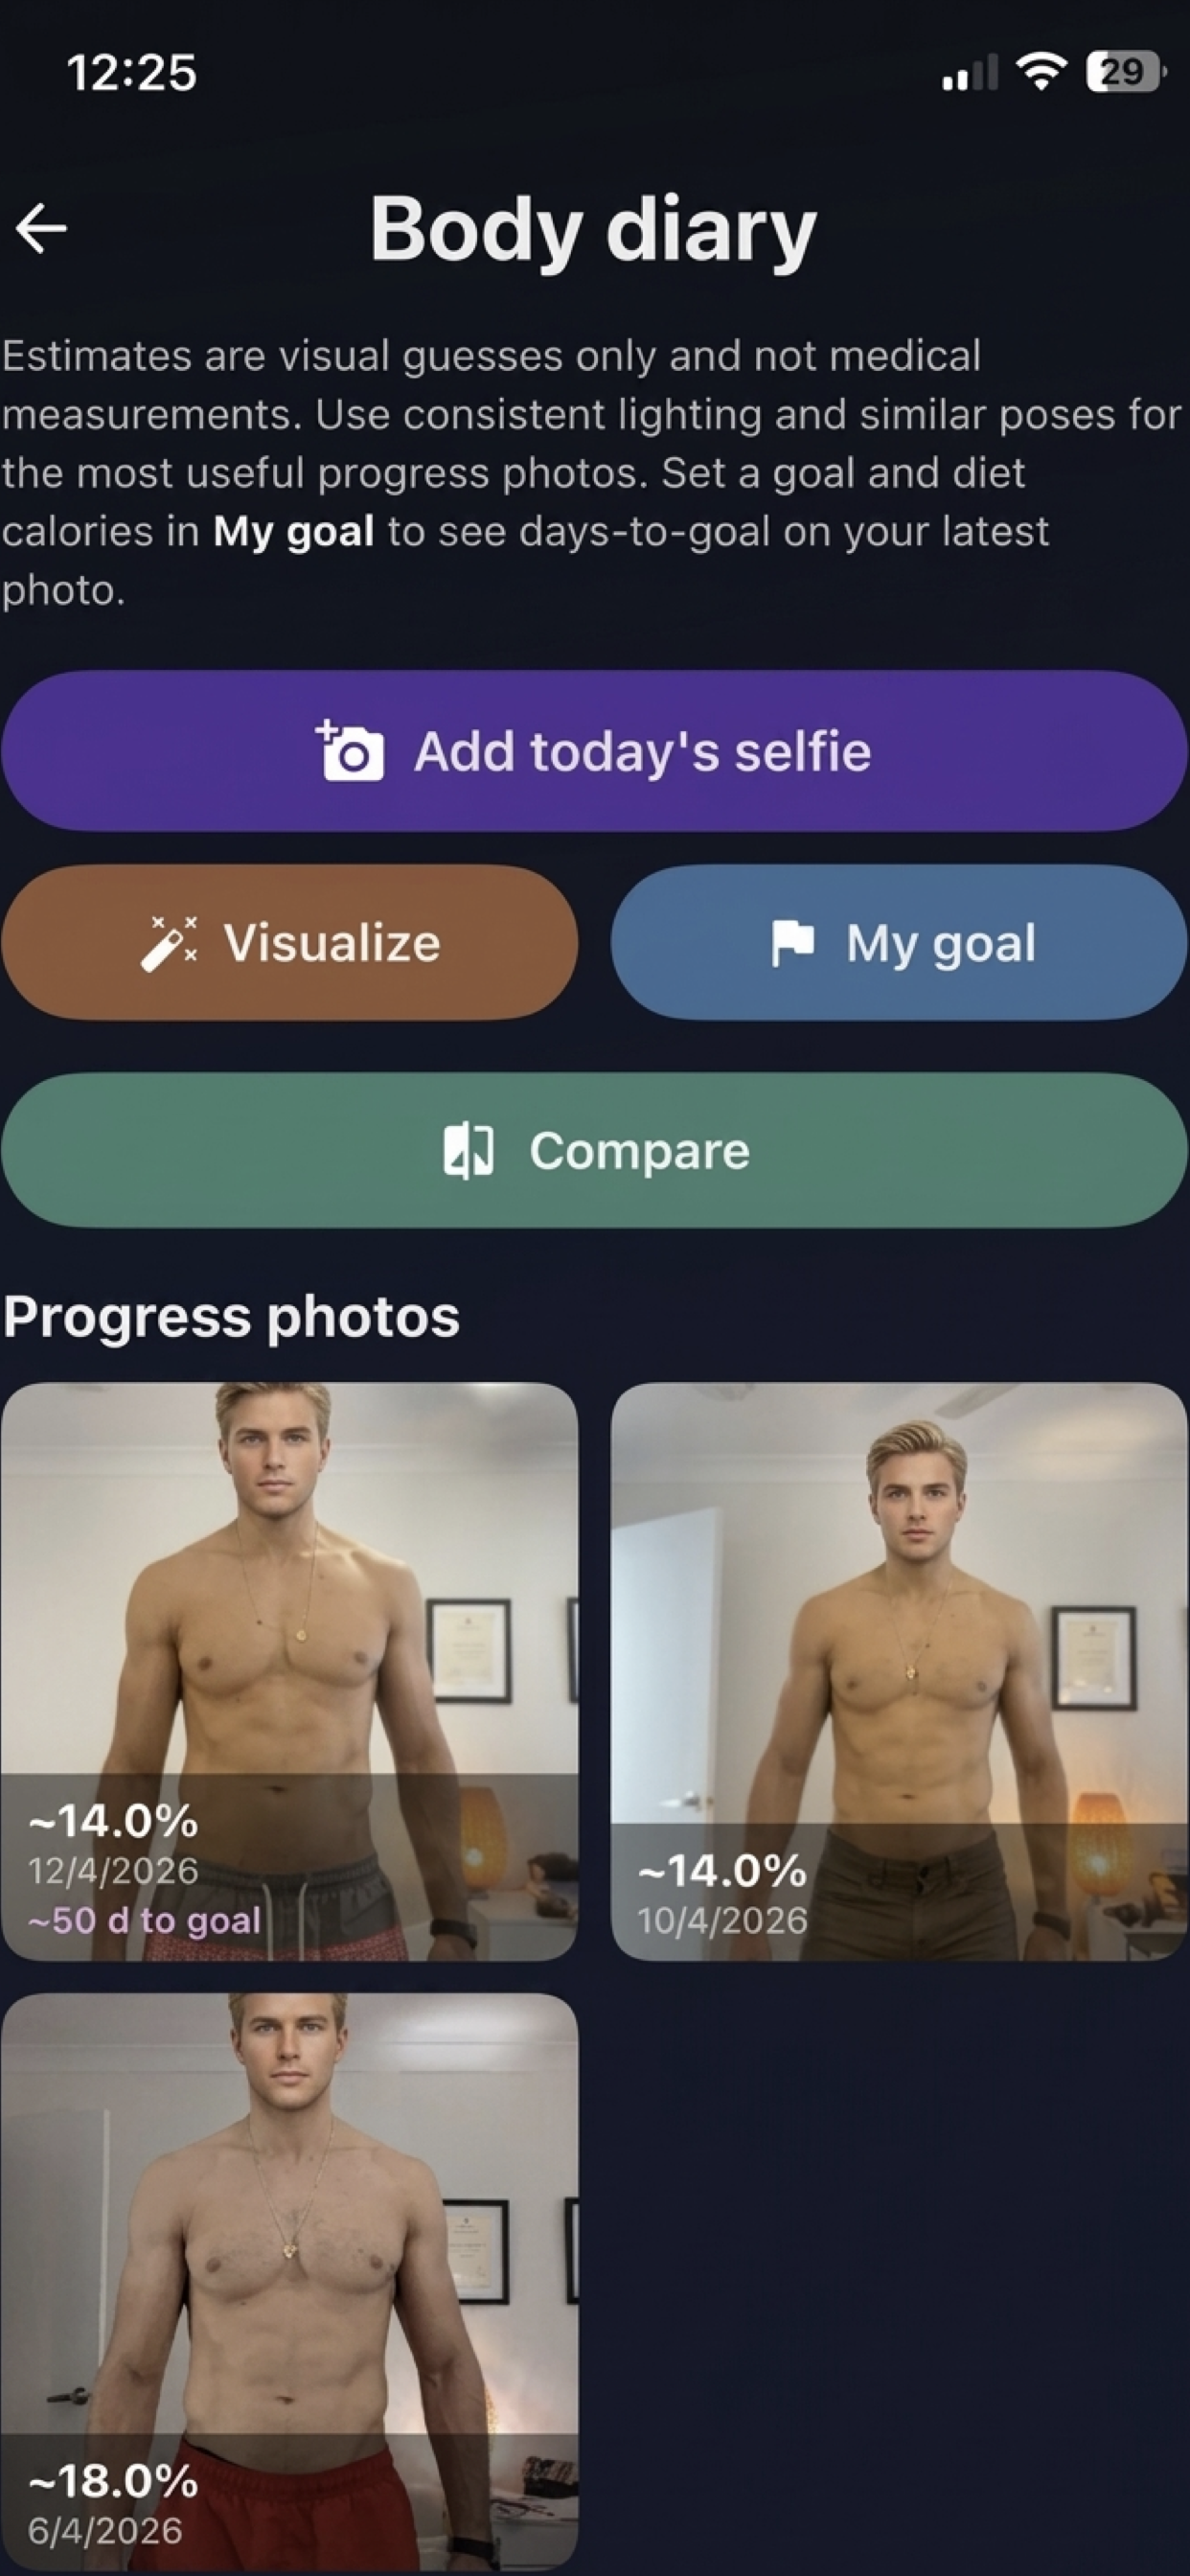 12:25
29
Body diary
Estimates are visual guesses only and not medical
measurements. Use consistent lighting and similar poses for
the most useful progress photos. Set a goal and diet
calories in My goal to see days-to-goal on your latest
photo.
Add today's selfie
Visualize
My goal
Compare
Progress photos
~14.0%
12/4/2026
~50 d to goal
~14.0%
10/4/2026
~18.0%
6/4/2026